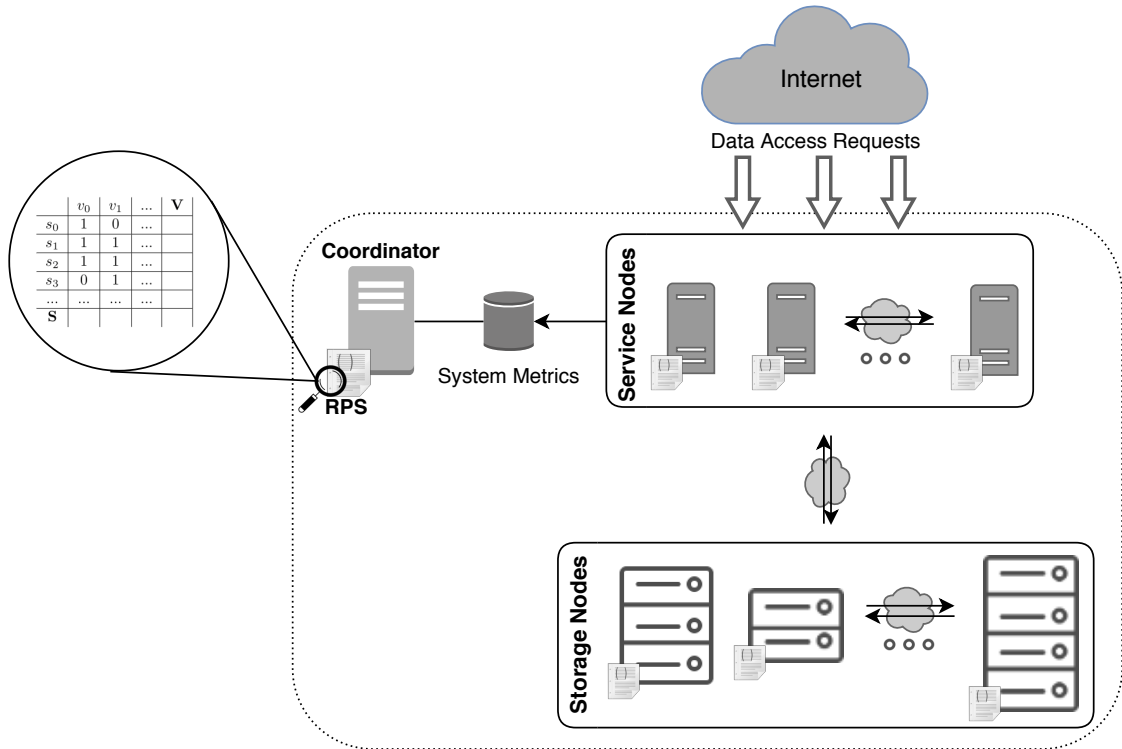 Internet
Data Access Requests
v₀ v₁ ... V
s₀ 1 0 ...
s₁ 1 1 ...
s₂ 1 1 ...
s₃ 0 1 ...
... ... ...
S
Coordinator
RPS
System Metrics
Service Nodes
Storage Nodes